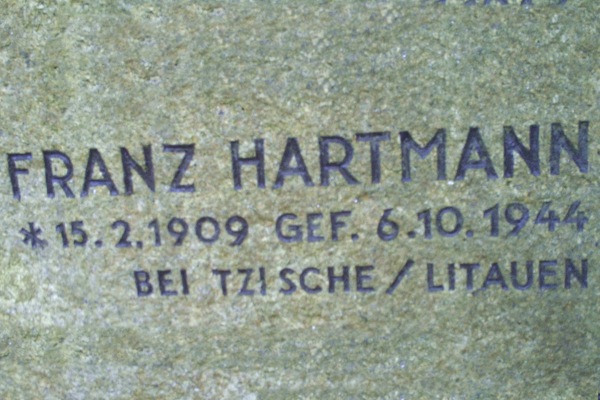 FRANZ HARTMANN
* 15.2.1909 GEF. 6.10.1944
BEI TZISCHE/LITAUEN